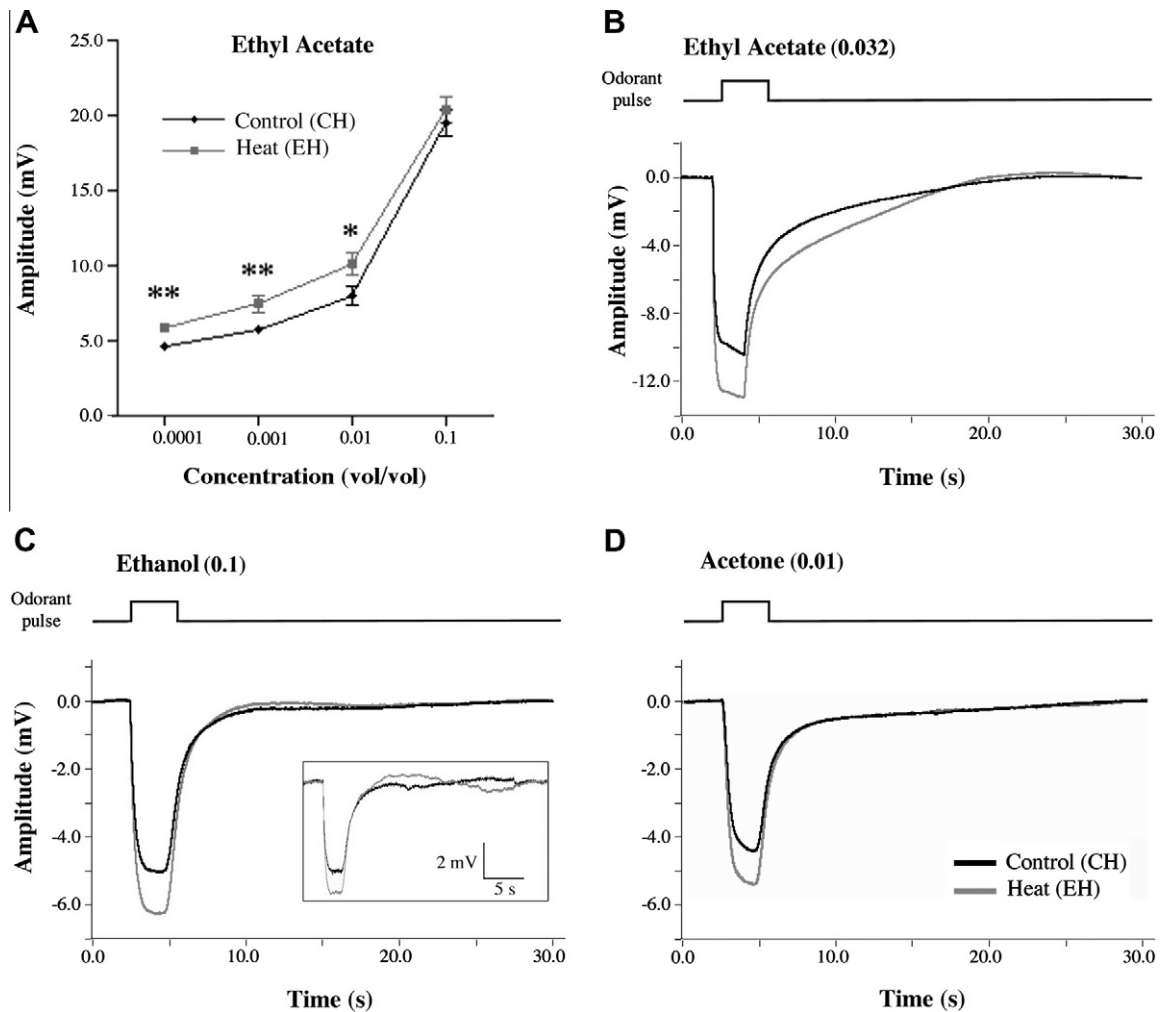 A
Ethyl Acetate
25.0
20.0
15.0
10.0
5.0
0.0
Amplitude (mV)
Control (CH)
Heat (EH)
**
**
*
0.0001
0.001
0.01
0.1
Concentration (vol/vol)
B
Ethyl Acetate (0.032)
Odorant
pulse
0.0
-4.0
-8.0
-12.0
Amplitude (mV)
0.0
10.0
20.0
30.0
Time (s)
C
Ethanol (0.1)
Odorant
pulse
0.0
-2.0
-4.0
-6.0
Amplitude (mV)
2 mV
5 s
0.0
10.0
20.0
30.0
Time (s)
D
Acetone (0.01)
0.0
-2.0
-4.0
-6.0
Amplitude (mV)
Control (CH)
Heat (EH)
0.0
10.0
20.0
30.0
Time (s)